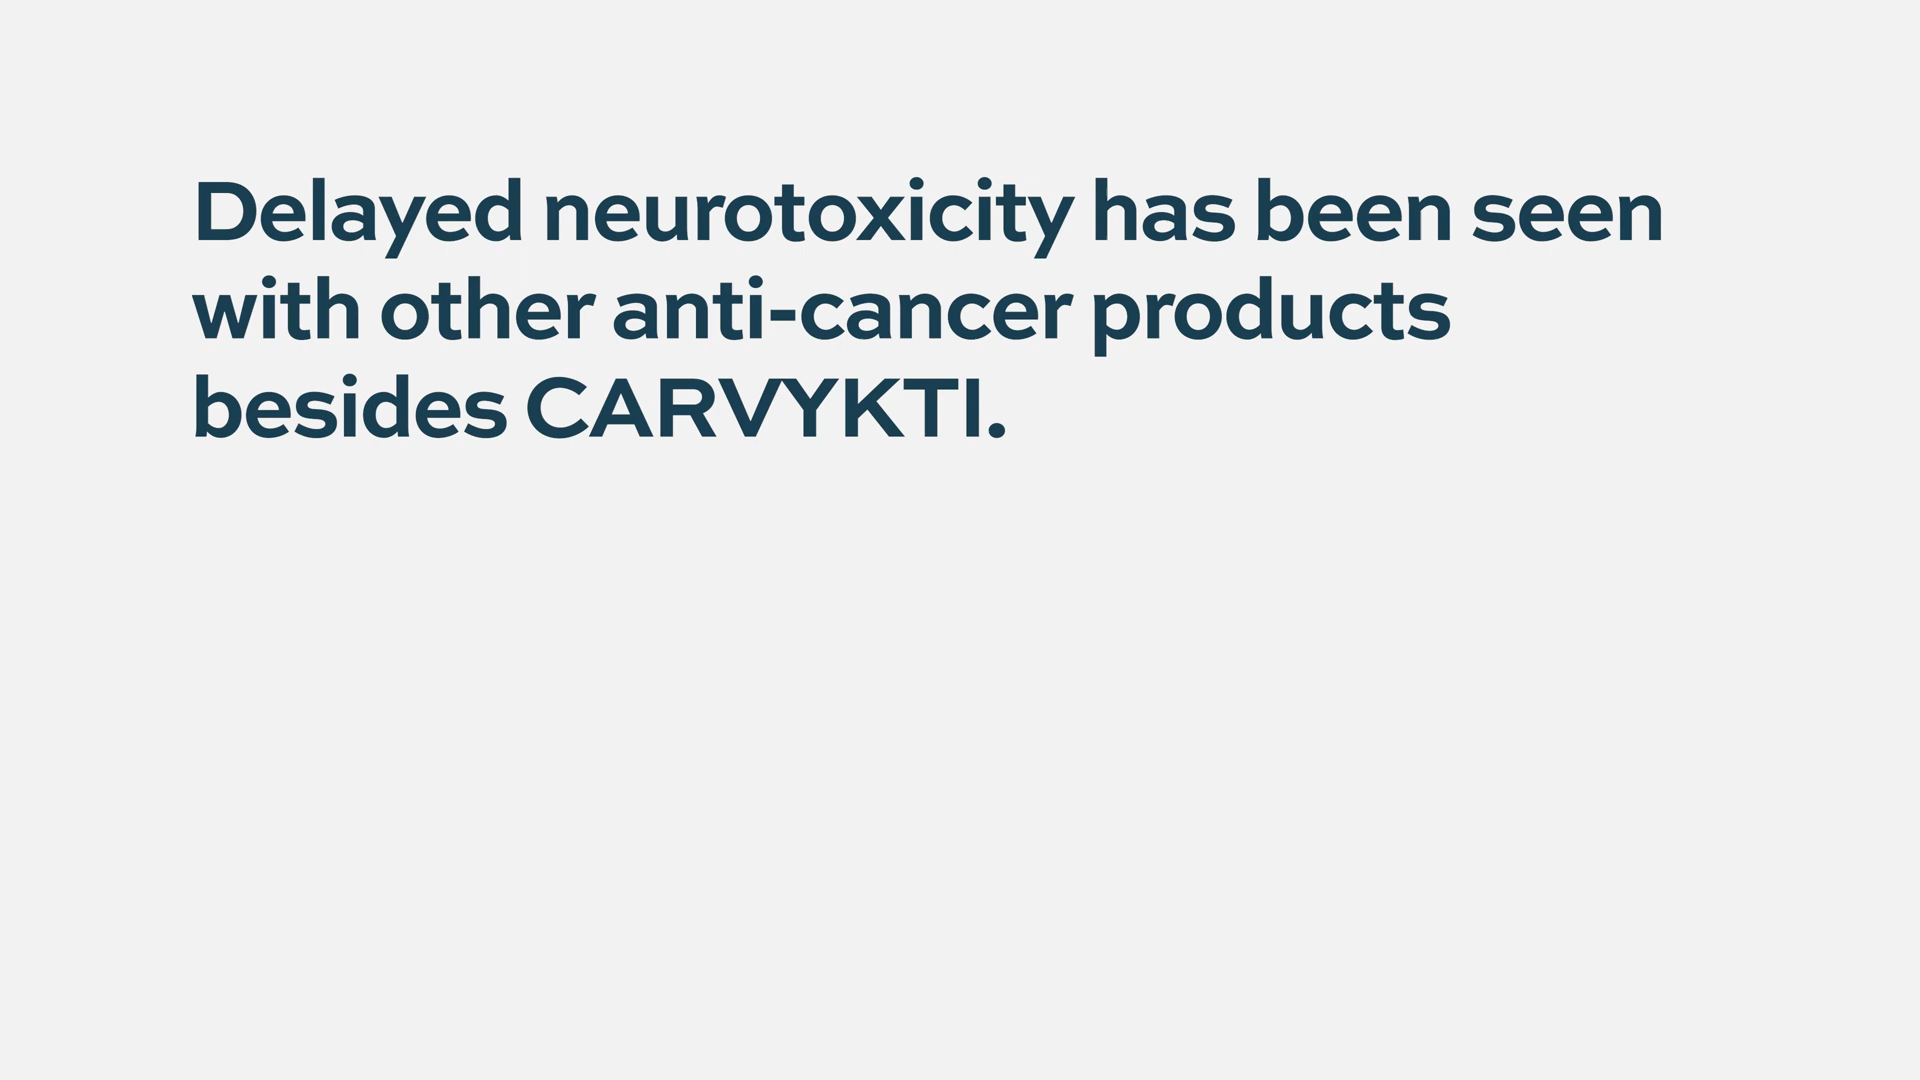 Delayed neurotoxicity has been seen
with other anti-cancer products
besides CARVYKTI.